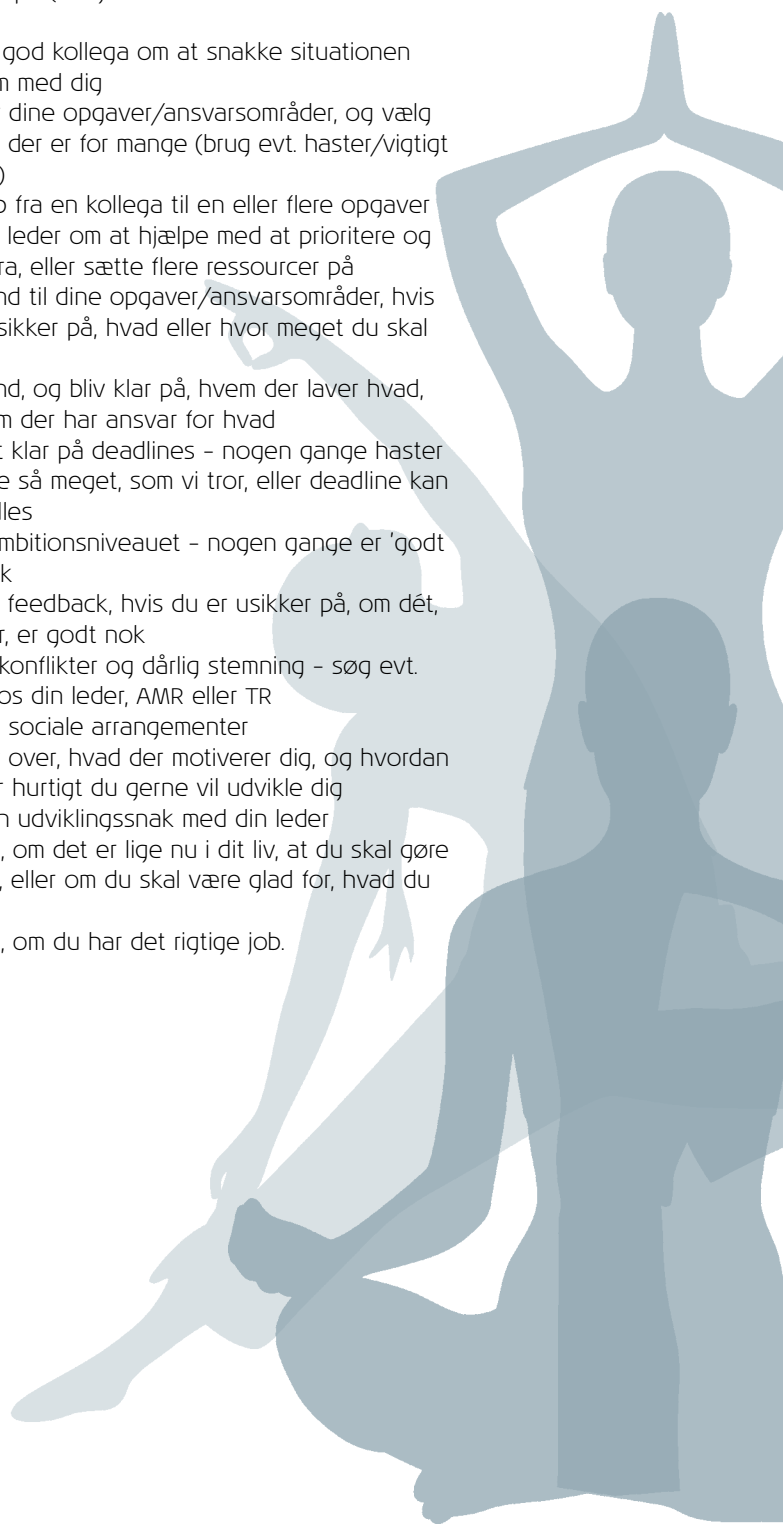 god kollega om at snakke situationen
med dig
dine opgaver/ansvarsområder, og vælg
der er for mange (brug evt. haster/vigtigt
)
fra en kollega til en eller flere opgaver
leder om at hjælpe med at prioritere og
ra, eller sætte flere ressourcer på
nd til dine opgaver/ansvarsområder, hvis
sikker på, hvad eller hvor meget du skal
nd, og bliv klar på, hvem der laver hvad,
m der har ansvar for hvad
t klar på deadlines – nogen gange haster
e så meget, som vi tror, eller deadline kan
lles
mbitionsniveauet – nogen gange er 'godt
k
feedback, hvis du er usikker på, om dét,
r, er godt nok
konflikter og dårlig stemning – søg evt.
os din leder, AMR eller TR
sociale arrangementer
over, hvad der motiverer dig, og hvordan
r hurtigt du gerne vil udvikle dig
n udviklingssnak med din leder
, om det er lige nu i dit liv, at du skal gøre
, eller om du skal være glad for, hvad du
, om du har det rigtige job.